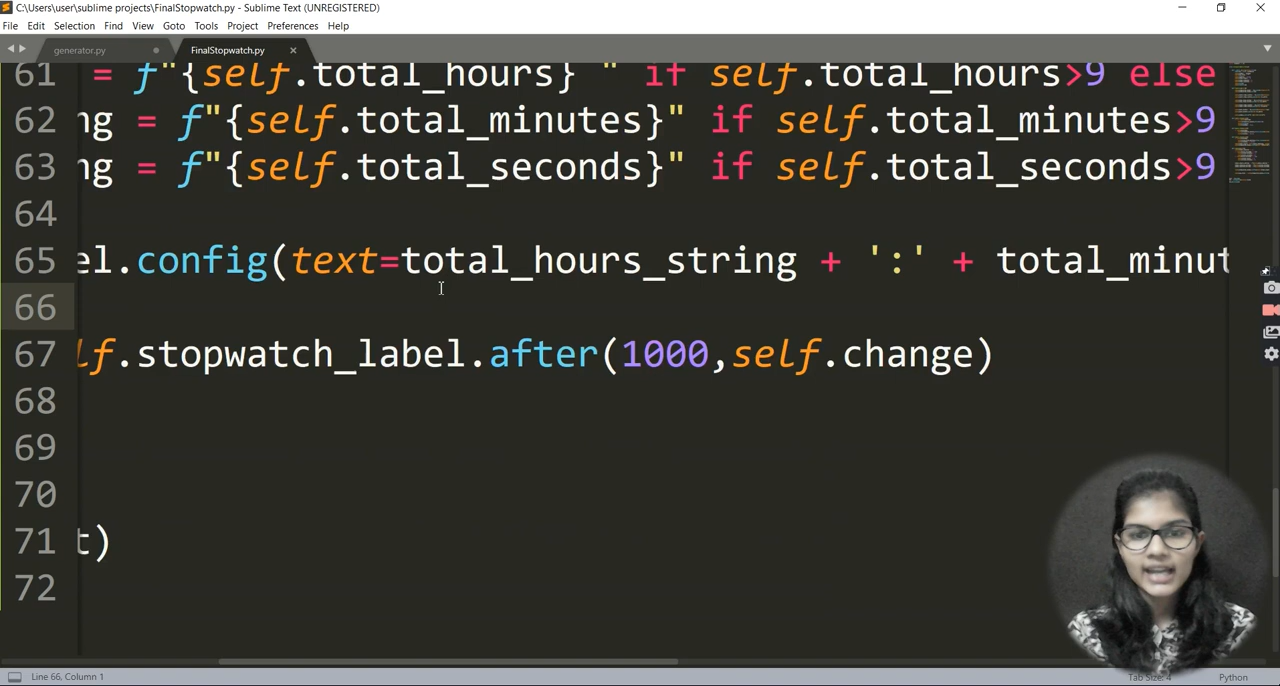 C:\Users\user\sublime projects\FinalStopwatch.py - Sublime Text (UNREGISTERED)
File Edit Selection Find View Goto Tools Project Preferences Help
generator.py FinalStopwatch.py
61 = f"{self.total_hours} " if self.total_hours>9 else
62 ng = f"{self.total_minutes}" if self.total_minutes>9
63 ng = f"{self.total_seconds}" if self.total_seconds>9
64
65 el.config(text=total_hours_string + ':' + total_minut
66
67 lf.stopwatch_label.after(1000,self.change)
68
69
70
71 t)
72
Line 66, Column 1 Tab Size: 4 Python